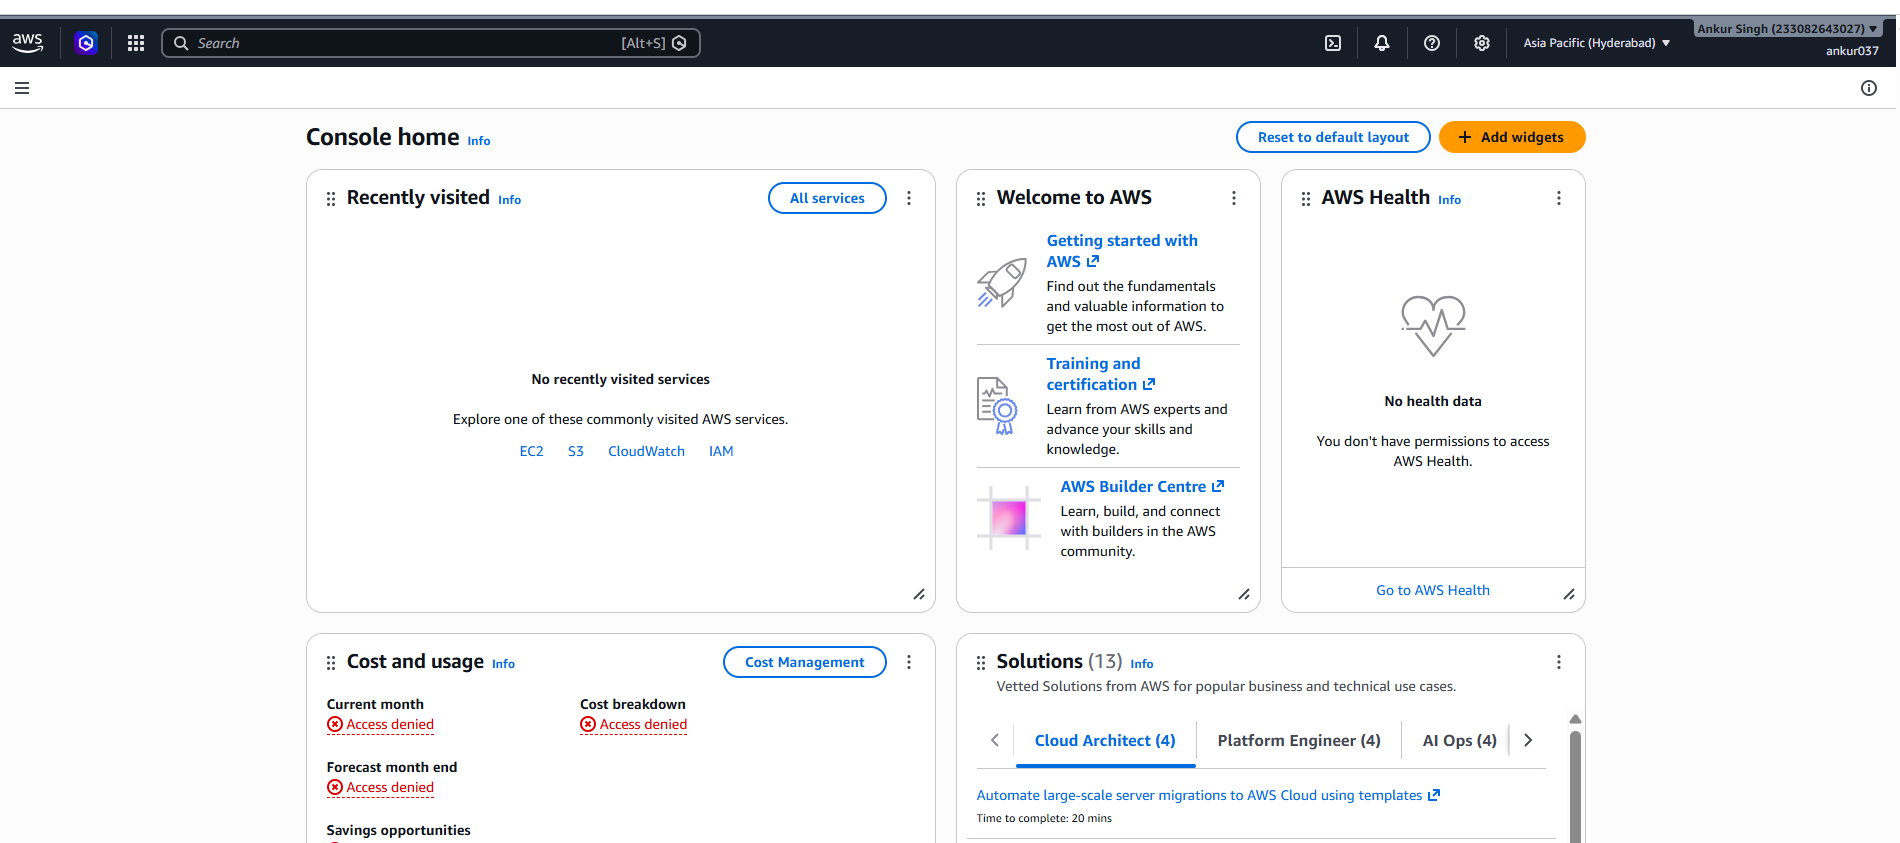 aws
Search
[Alt+S]
Asia Pacific (Hyderabad)
Ankur Singh (233082643027)
ankur037
Console home Info
Reset to default layout
Add widgets
Recently visited Info
All services
No recently visited services
Explore one of these commonly visited AWS services.
EC2 S3 CloudWatch IAM
Welcome to AWS
Getting started with
AWS
Find out the fundamentals
and valuable information to
get the most out of AWS.
Training and
certification
Learn from AWS experts and
advance your skills and
knowledge.
AWS Builder Centre
Learn, build, and connect
with builders in the AWS
community.
AWS Health Info
No health data
You don't have permissions to access
AWS Health.
Go to AWS Health
Cost and usage Info
Cost Management
Current month
Access denied
Cost breakdown
Access denied
Forecast month end
Access denied
Savings opportunities
Solutions (13) Info
Vetted Solutions from AWS for popular business and technical use cases.
Cloud Architect (4)
Platform Engineer (4)
AI Ops (4)
Automate large-scale server migrations to AWS Cloud using templates
Time to complete: 20 mins